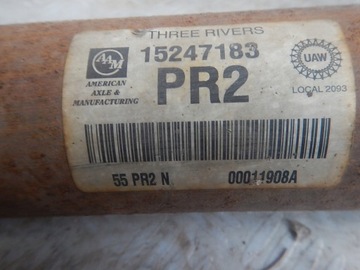 THREE RIVERS
15247183
AAM
AMERICAN
AXLE &
MANUFACTURING
PR2
UAW
LOCAL 2093
55 PR2 N 00011908A